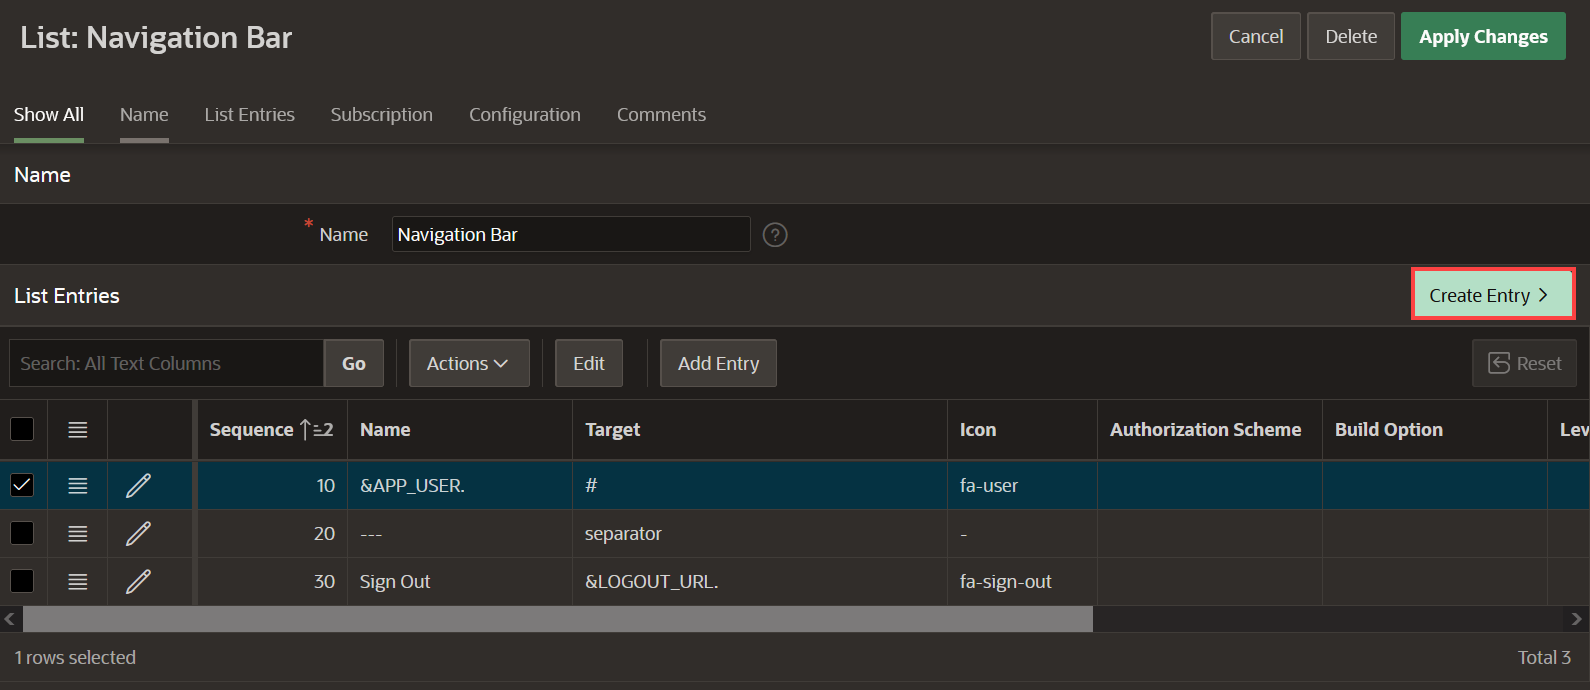 List: Navigation Bar
Cancel Delete Apply Changes
Show All Name List Entries Subscription Configuration Comments
Name
* Name Navigation Bar ?
List Entries
Create Entry
Search: All Text Columns Go Actions Edit Add Entry Reset
Sequence 2 Name Target Icon Authorization Scheme Build Option Lev
10 &APP_USER. # fa-user
20 --- separator -
30 Sign Out &LOGOUT_URL. fa-sign-out
1 rows selected Total 3